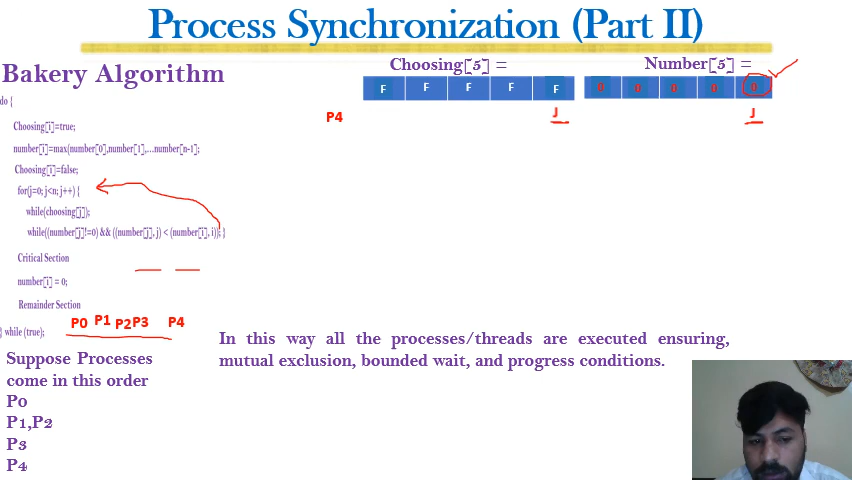 Process Synchronization (Part II)
Bakery Algorithm
Choosing[5] =
Number[5] =
F F F F F
0 0 0 0 0
J
J
P4
do {
Choosing[i]=true;
number[i]=max(number[0],number[1],...number[n-1];
Choosing[i]=false;
for(j=0; j<n; j++) {
while(choosing[j]);
while((number[j]!=0) && ((number[j], j) < (number[i], i)); }
Critical Section
number[i] = 0;
Remainder Section
} while (true);
P0 P1 P2 P3 P4
Suppose Processes
come in this order
P0
P1,P2
P3
P4
In this way all the processes/threads are executed ensuring,
mutual exclusion, bounded wait, and progress conditions.